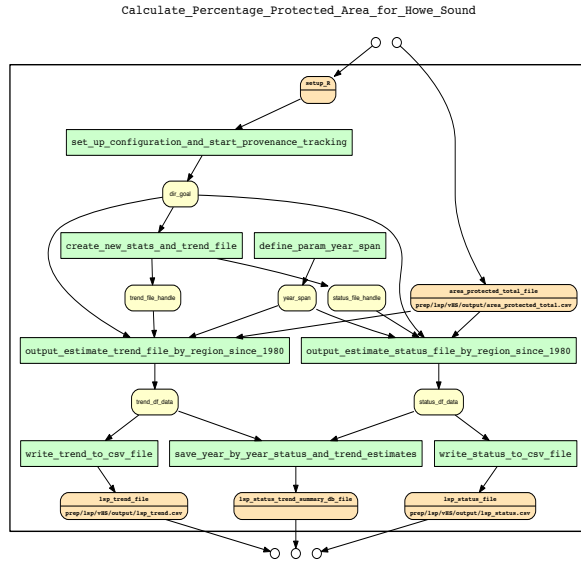 Calculate_Percentage_Protected_Area_for_Howe_Sound
setup_R
set_up_configuration_and_start_provenance_tracking
dir_goal
create_new_stats_and_trend_file
define_param_year_span
trend_file_handle
year_span
status_file_handle
area_protected_total_file
prep/lsp/vHS/output/area_protected_total.csv
output_estimate_trend_file_by_region_since_1980
output_estimate_status_file_by_region_since_1980
trend_df_data
status_df_data
write_trend_to_csv_file
save_year_by_year_status_and_trend_estimates
write_status_to_csv_file
lsp_trend_file
prep/lsp/vHS/output/lsp_trend.csv
lsp_status_trend_summary_db_file
lsp_status_file
prep/lsp/vHS/output/lsp_status.csv